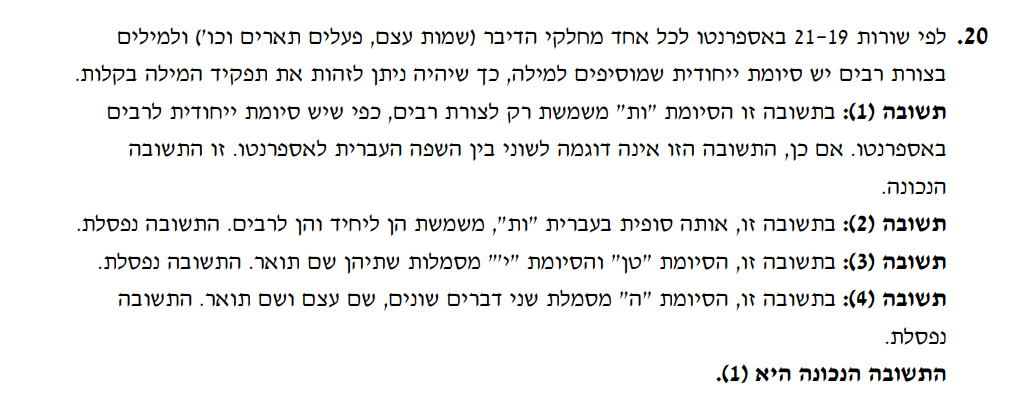 20. לפי שורות 19–21 באספרנטו לכל אחד מחלקי הדיבר (שמות עצם, פעלים תארים וכו') ולמילים
בצורת רבים יש סיומת ייחודית שמוסיפים למילה, כך שיהיה ניתן לזהות את תפקיד המילה בקלות.
תשובה (1): בתשובה זו הסיומת "ות" משמשת רק לצורת רבים, כפי שיש סיומת ייחודית לרבים
באספרנטו. אם כן, התשובה הזו אינה דוגמה לשוני בין השפה העברית לאספרנטו. זו התשובה
הנכונה.
תשובה (2): בתשובה זו, אותה סופית בעברית "ות", משמשת הן ליחיד והן לרבים. התשובה נפסלת.
תשובה (3): בתשובה זו, הסיומת "טן" והסיומת "י" מסמלות שתיהן שם תואר. התשובה נפסלת.
תשובה (4): בתשובה זו, הסיומת "ה" מסמלת שני דברים שונים, שם עצם ושם תואר. התשובה
נפסלת.
התשובה הנכונה היא (1).